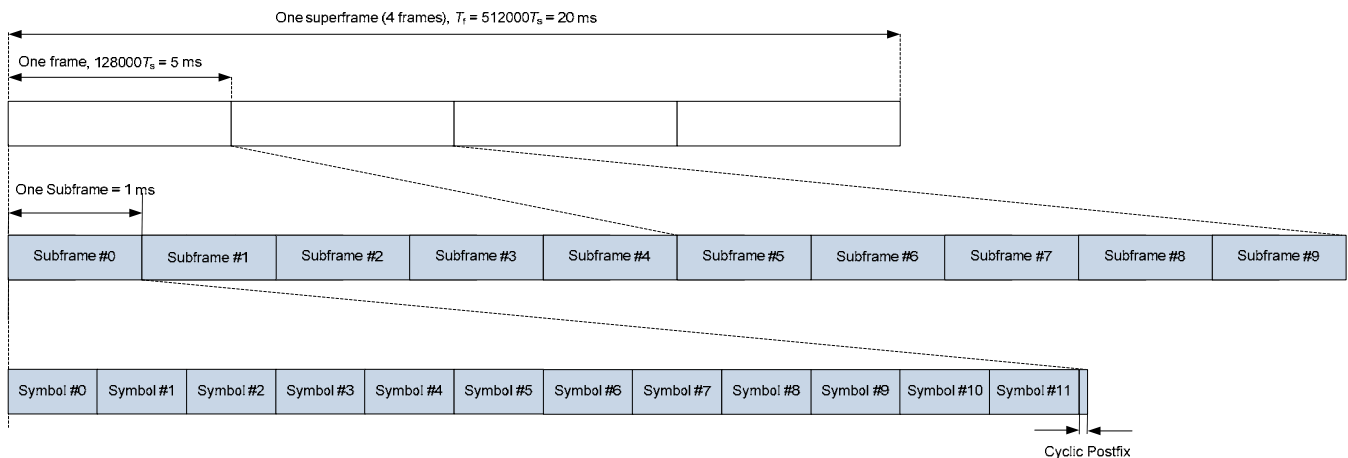 One superframe (4 frames), Tf = 512000Ts = 20 ms
One frame, 128000Ts = 5 ms
One Subframe = 1 ms
Subframe #0 Subframe #1 Subframe #2 Subframe #3 Subframe #4 Subframe #5 Subframe #6 Subframe #7 Subframe #8 Subframe #9
Symbol #0 Symbol #1 Symbol #2 Symbol #3 Symbol #4 Symbol #5 Symbol #6 Symbol #7 Symbol #8 Symbol #9 Symbol #10 Symbol #11
Cyclic Postfix